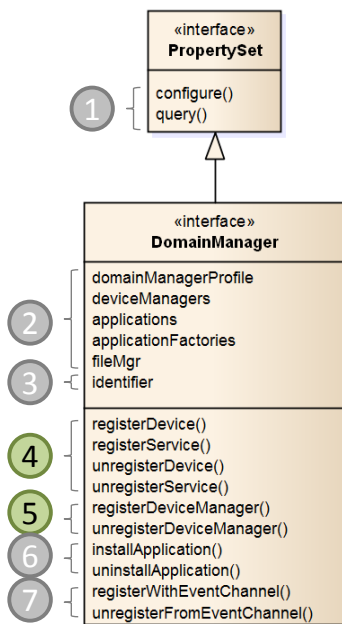 «interface»
PropertySet
1
configure()
query()
«interface»
DomainManager
2
domainManagerProfile
deviceManagers
applications
applicationFactories
fileMgr
3
identifier
4
registerDevice()
registerService()
unregisterDevice()
unregisterService()
5
registerDeviceManager()
unregisterDeviceManager()
6
installApplication()
uninstallApplication()
7
registerWithEventChannel()
unregisterFromEventChannel()